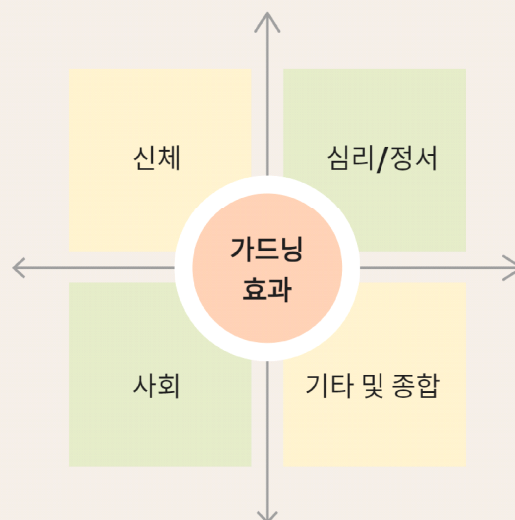 신체
심리/정서
가드닝
효과
사회
기타 및 종합